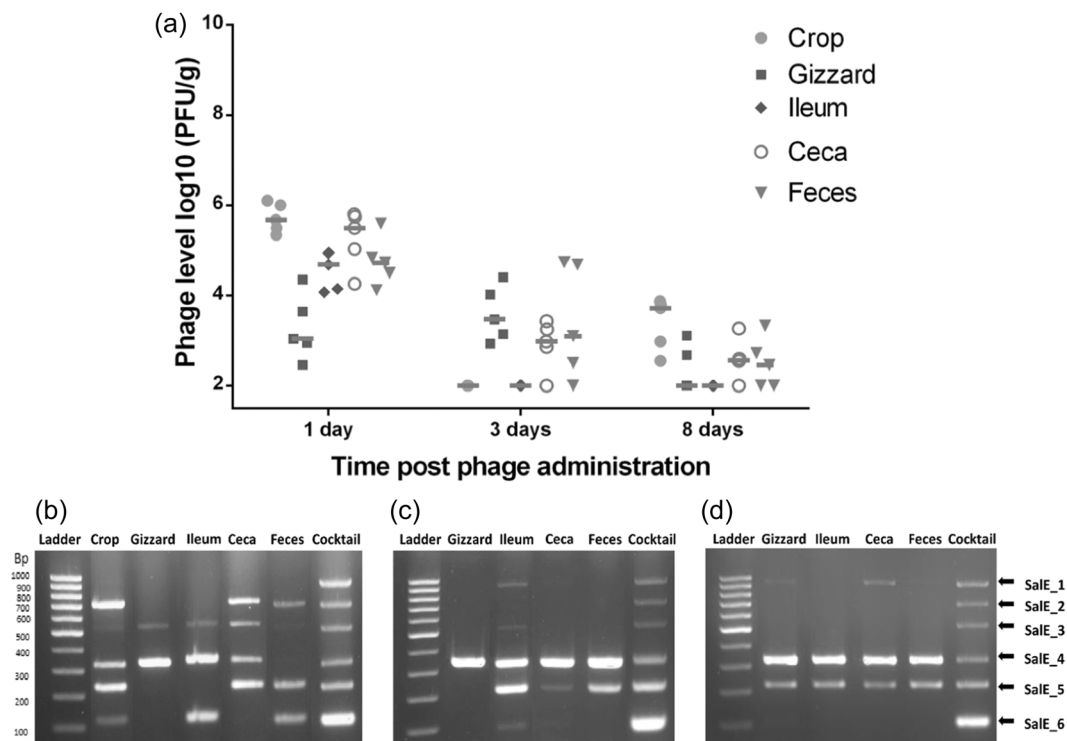 (a)
10
8
6
4
2
Phage level log10 (PFU/g)
Crop
Gizzard
Ileum
Ceca
Feces
1 day
3 days
8 days
Time post phage administration
(b)
Ladder Crop Gizzard Ileum Ceca Feces Cocktail
Bp
1000
900
800
700
600
500
400
300
200
100
(c)
Ladder Gizzard Ileum Ceca Feces Cocktail
(d)
Ladder Gizzard Ileum Ceca Feces Cocktail
SalE_1
SalE_2
SalE_3
SalE_4
SalE_5
SalE_6